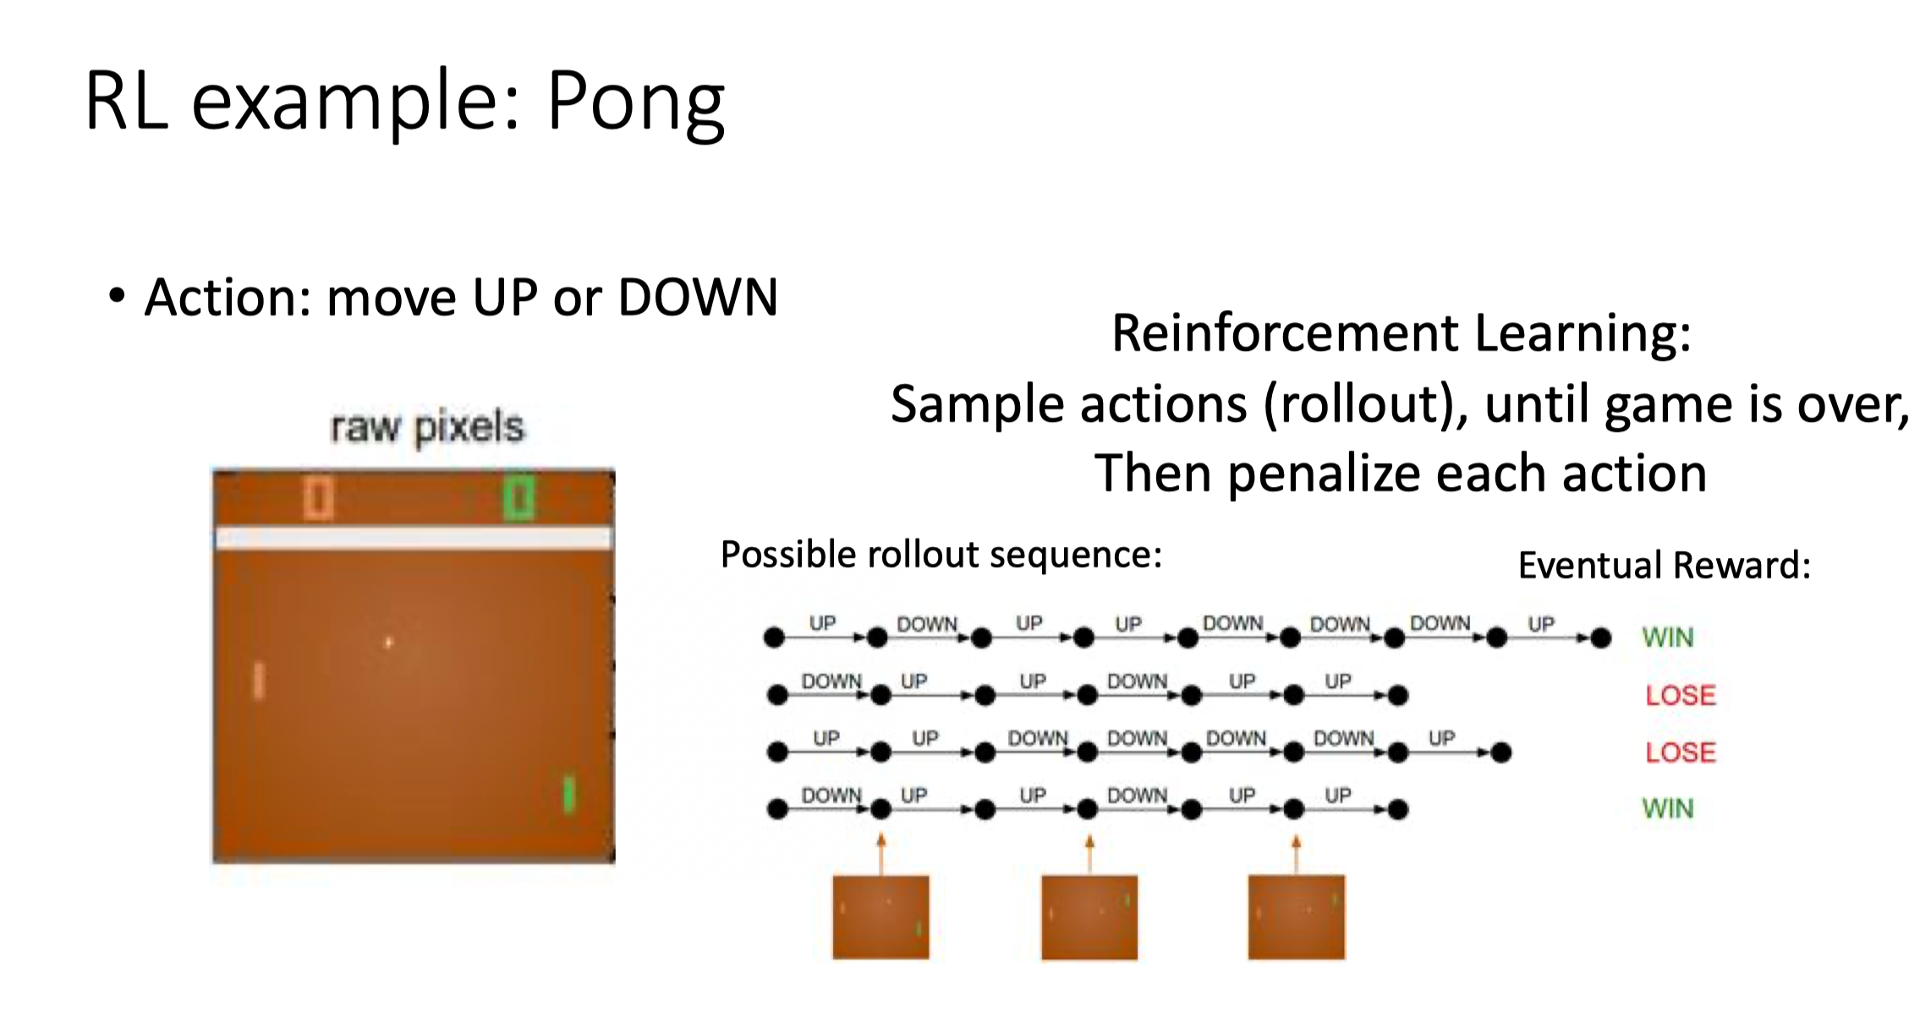 RL example: Pong
• Action: move UP or DOWN
raw pixels
0 0
Reinforcement Learning:
Sample actions (rollout), until game is over,
Then penalize each action
Possible rollout sequence:
Eventual Reward:
UP DOWN UP UP DOWN DOWN DOWN UP WIN
DOWN UP UP DOWN UP UP LOSE
UP UP DOWN DOWN DOWN DOWN UP LOSE
DOWN UP UP DOWN UP UP WIN